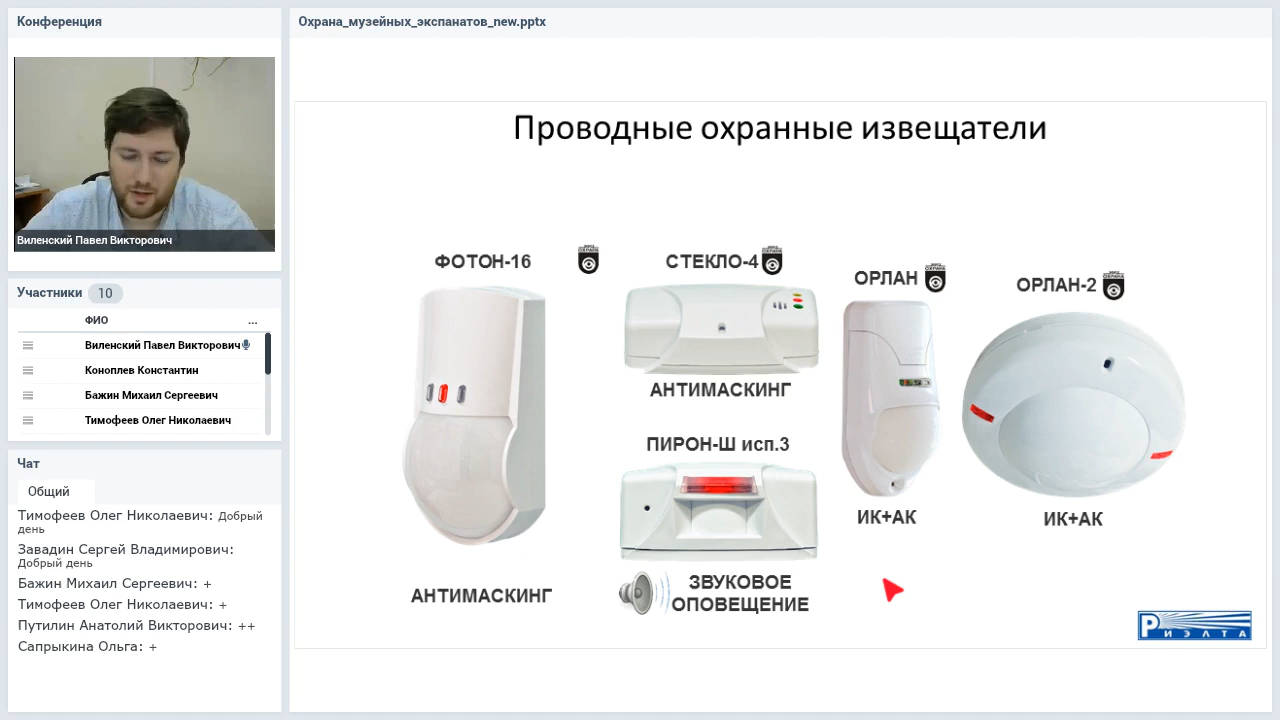 Конференция
Виленский Павел Викторович
Участники 10
ФИО ...
Виленский Павел Викторович
Коноплев Константин
Бажин Михаил Сергеевич
Тимофеев Олег Николаевич
Чат
Общий
Тимофеев Олег Николаевич: Добрый
день
Завадин Сергей Владимирович:
Добрый день
Бажин Михаил Сергеевич: +
Тимофеев Олег Николаевич: +
Путилин Анатолий Викторович: ++
Сапрыкина Ольга: +
Охрана_музейных_экспанатов_new.pptx
Проводные охранные извещатели
ФОТОН-16
АНТИМАСКИНГ
СТЕКЛО-4
АНТИМАСКИНГ
ПИРОН-Ш исп.3
ЗВУКОВОЕ
ОПОВЕЩЕНИЕ
ОРЛАН
ИК+АК
ОРЛАН-2
ИК+АК
РИЭЛТА